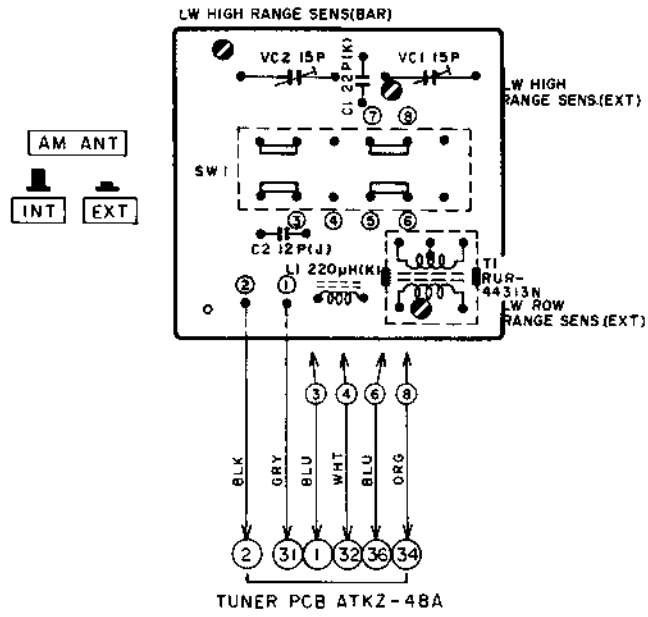 LW HIGH RANGE SENS(BAR)
VC2 15P
C1 22P(K)
VC1 15P
LW HIGH
RANGE SENS.(EXT)
7 8
AM ANT
SW1
INT EXT
3 4 5 6
C2 12P(J)
L1 220μH(K)
T1
RUR-
44313N
2 1
LW ROW
RANGE SENS.(EXT)
3 4 6 8
BLK GRY BLU WHT BLU ORG
2 31 1 32 36 34
TUNER PCB ATKZ-48A